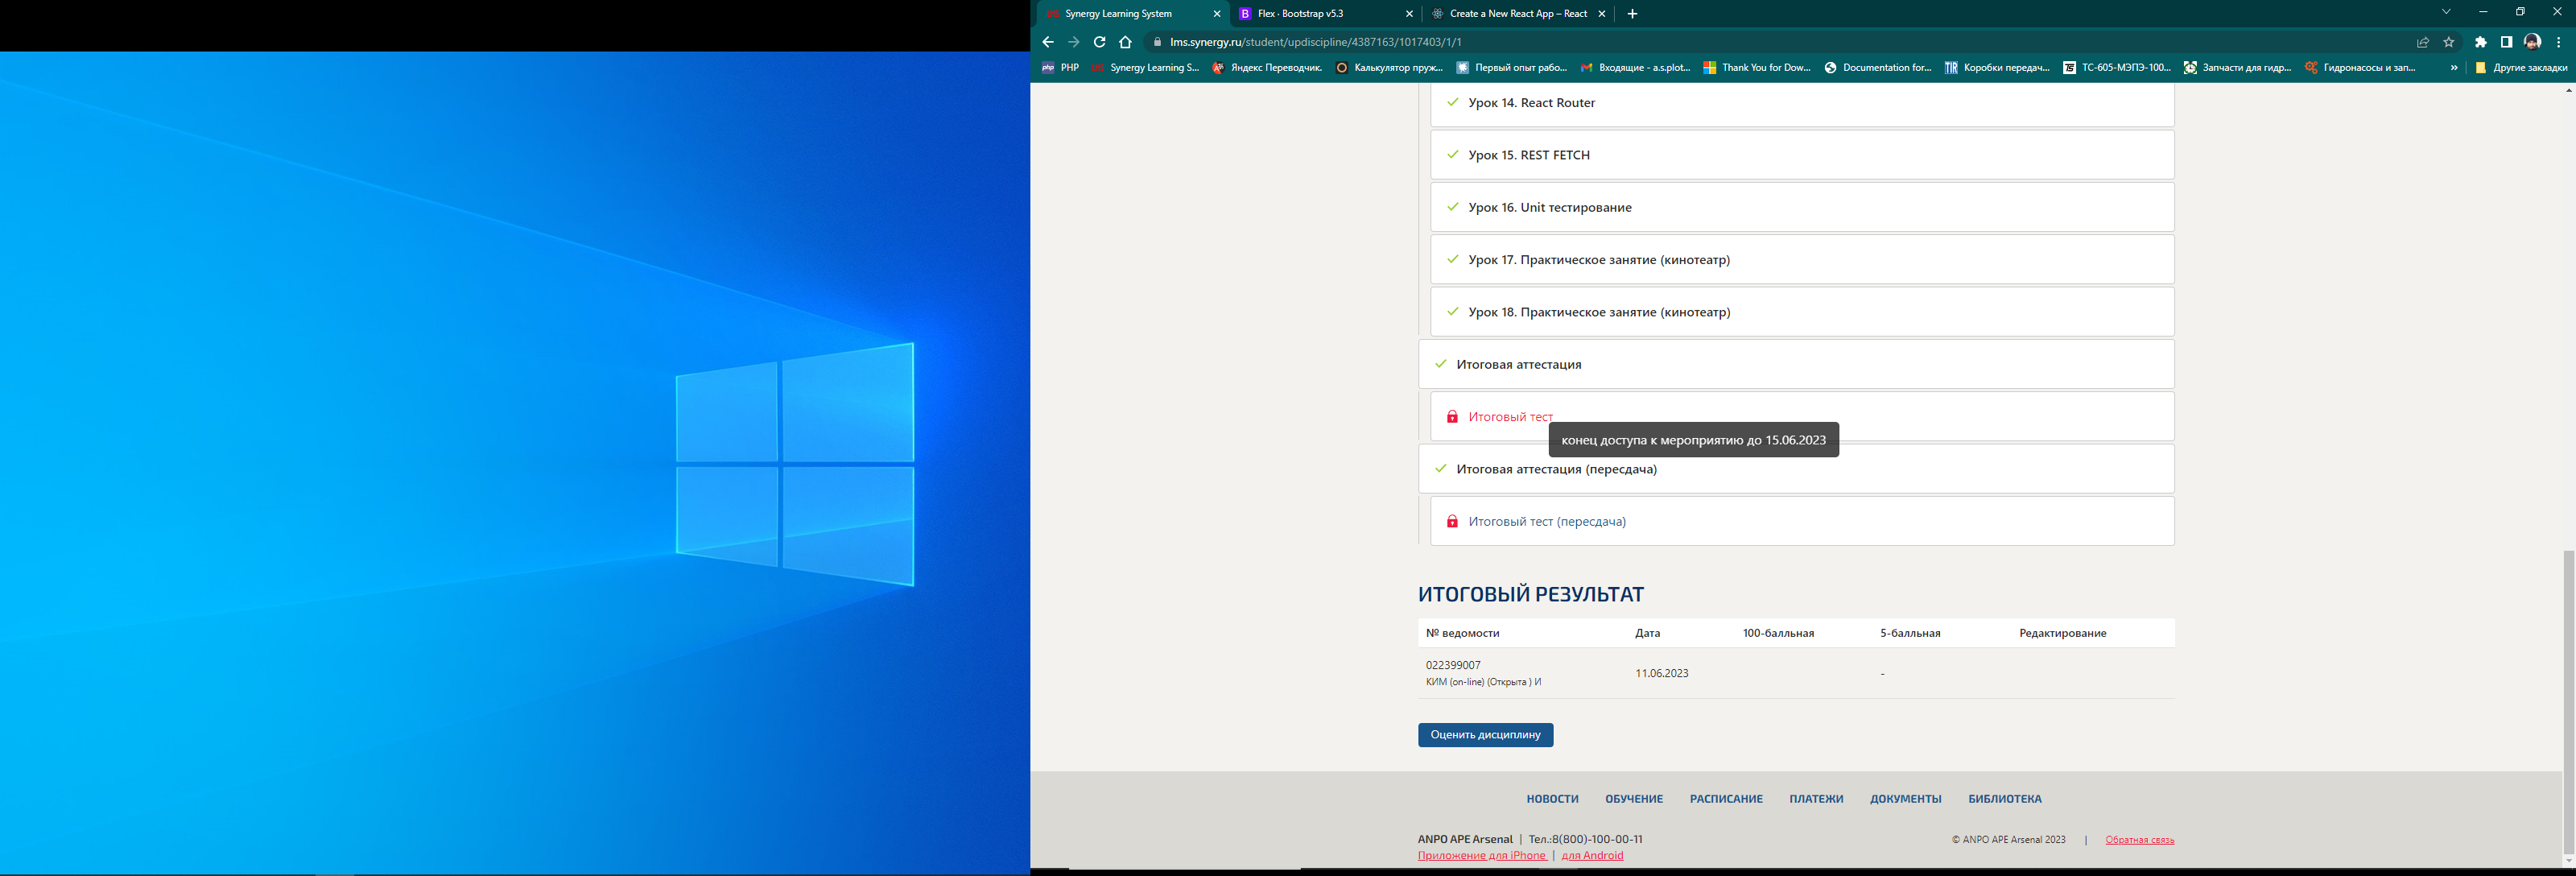 Synergy Learning System
Flex · Bootstrap v5.3
Create a New React App – React
lms.synergy.ru/student/updiscipline/4387163/1017403/1/1
PHP
Synergy Learning S...
Яндекс Переводчик.
Калькулятор пруж...
Первый опыт рабо...
Входящие - a.s.plot...
Thank You for Dow...
Documentation for...
Коробки передач,...
ТС-605-МЭПЭ-100...
Запчасти для гидр...
Гидронасосы и зап...
»
Другие закладки
Урок 14. React Router
Урок 15. REST FETCH
Урок 16. Unit тестирование
Урок 17. Практическое занятие (кинотеатр)
Урок 18. Практическое занятие (кинотеатр)
Итоговая аттестация
Итоговый тест
конец доступа к мероприятию до 15.06.2023
Итоговая аттестация (пересдача)
Итоговый тест (пересдача)
ИТОГОВЫЙ РЕЗУЛЬТАТ
№ ведомости Дата 100-балльная 5-балльная Редактирование
022399007
КИМ (on-line) (Открыта ) И
11.06.2023 -
Оценить дисциплину
НОВОСТИ ОБУЧЕНИЕ РАСПИСАНИЕ ПЛАТЕЖИ ДОКУМЕНТЫ БИБЛИОТЕКА
ANPO APE Arsenal | Тел.:8(800)-100-00-11
Приложение для iPhone | для Android
© ANPO APE Arsenal 2023 | Обратная связь